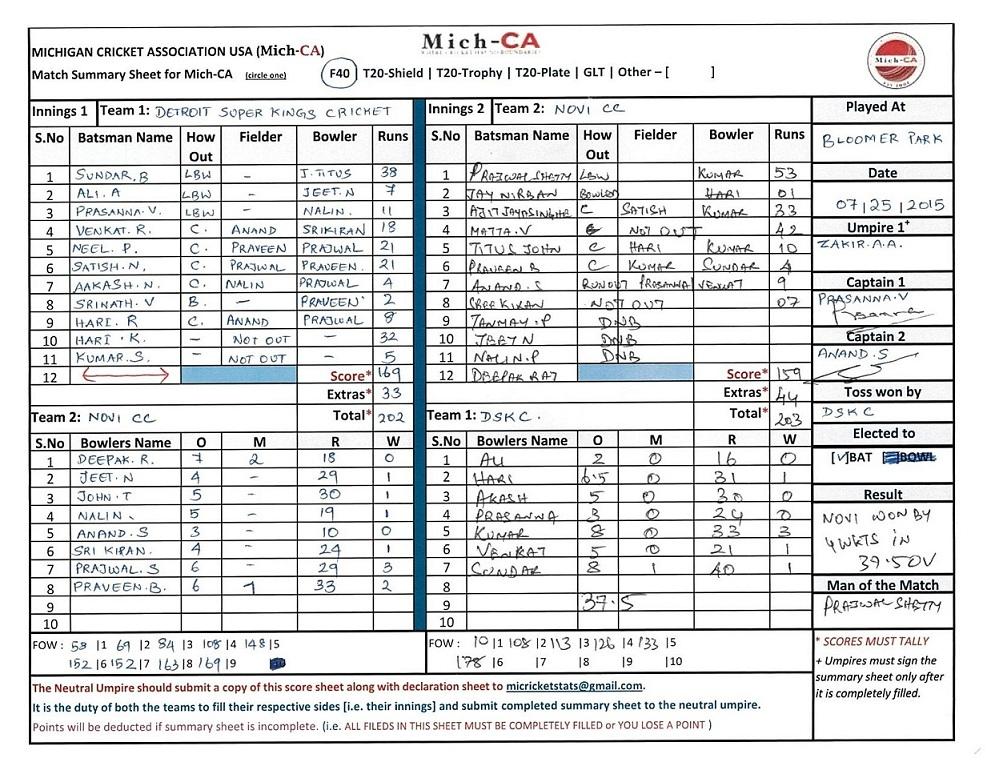 MICHIGAN CRICKET ASSOCIATION USA (Mich-CA)
Mich-CA
Mich-CA
Match Summary Sheet for Mich-CA (circle one) F40 | T20-Shield | T20-Trophy | T20-Plate | GLT | Other – [ ]
Innings 1 Team 1: DETROIT SUPER KINGS CRICKET
S.No Batsman Name How Out Fielder Bowler Runs
1 SUNDAR.B LBW - J.TITUS 38
2 ALI.A LBW - JEET.N 7
3 PRASANNA.V. LBW - NALIN. 11
4 VENKAT.R. C. ANAND SRIKIRAN 18
5 NEEL.P. C. PRAVEEN PRAJWAL 21
6 SATISH.N, C. PRAJWAL PRAVEEN. 21
7 AAKASH.N. C. NALIN PRAJWAL 4
8 SRINATH.V B. - PRAVEEN 2
9 HARI.R C. ANAND PRAJWAL 8
10 HARI.K. - NOT OUT - 32
11 KUMAR.S. - NOT OUT - 5
12 Score* 169
Extras* 33
Team 2: NOVI CC Total* 202
S.No Bowlers Name O M R W
1 DEEPAK.R. 7 2 18 0
2 JEET.N 4 - 29 1
3 JOHN.T 5 - 30 1
4 NALIN. 5 - 19 1
5 ANAND.S 3 - 10 0
6 SRI KIRAN. 4 - 24 1
7 PRAJWAL.S 6 - 29 3
8 PRAVEEN.B. 6 1 33 2
9
10
FOW : 53 |1 69 |2 84 |3 108 |4 148 |5
152 |6 152 |7 163 |8 169 |9
Innings 2 Team 2: NOVI CC
S.No Batsman Name How Out Fielder Bowler Runs
1 PRAJWAL SHETTY LBW KUMAR 53
2 JAY NIRBAN BOWLED HARI 01
3 AJIT JAYASINGHE C SATISH KUMAR 33
4 MATTA.V NOT OUT 42
5 TITUS JOHN C HARI KUMAR 10
6 PRAVEEN B C KUMAR SUNDAR 4
7 ANAND.S RUNOUT PRASANNA/VENKAT 9
8 SREE KIRAN NOT OUT 07
9 TANMAY.P DNB
10 JEET N DNB
11 NALIN.P DNB
12 DEEPAK RAJ Score* 159
Extras* 44
Team 1: DSKC. Total* 203
S.No Bowlers Name O M R W
1 ALI 2 0 16 0
2 HARI 6.5 0 31 1
3 AKASH 5 0 30 0
4 PRASANNA 3 0 24 0
5 KUMAR 8 0 33 3
6 VENKAT 5 0 21 1
7 SUNDAR 8 1 40 1
8
9 37.5
10
FOW : 10 |1 108 |2 113 |3 126 |4 133 |5
178 |6 |7 |8 |9 |10
Played At
BLOOMER PARK
Date
07|25|2015
Umpire 1+
ZAKIR.A.A.
Captain 1
PRASANNA.V
Captain 2
ANAND.S
Toss won by
DSKC
Elected to
[√]BAT BOWL
Result
NOVI WON BY
4 WKTS IN
39.5OV
Man of the Match
PRAJWAL SHETTY
* SCORES MUST TALLY
+ Umpires must sign the
summary sheet only after
it is completely filled.
The Neutral Umpire should submit a copy of this score sheet along with declaration sheet to micricketstats@gmail.com.
It is the duty of both the teams to fill their respective sides [i.e. their innings] and submit completed summary sheet to the neutral umpire.
Points will be deducted if summary sheet is incomplete. (i.e. ALL FILEDS IN THIS SHEET MUST BE COMPLETELY FILLED or YOU LOSE A POINT )